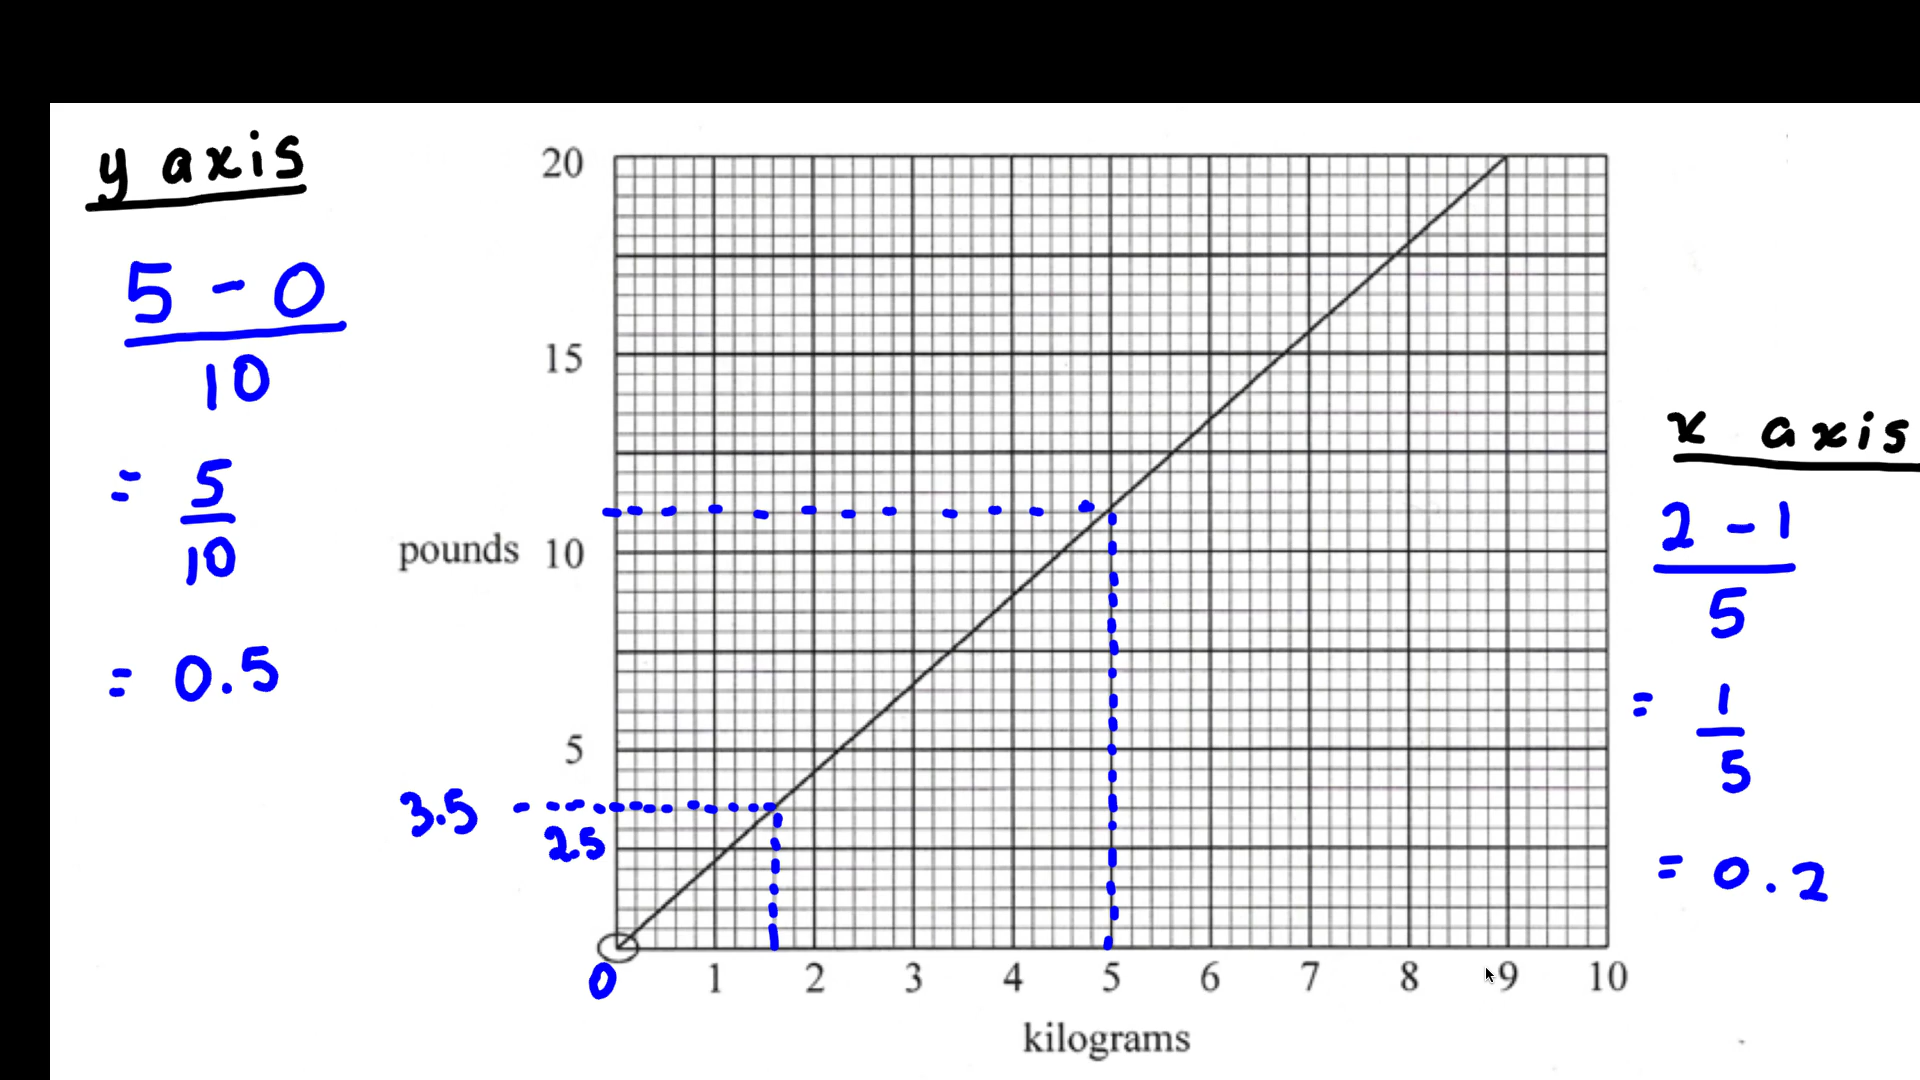 y axis
5 - 0
10
= 5
10
= 0.5
20
15
pounds 10
5
3.5
2.5
0
1 2 3 4 5 6 7 8 9 10
kilograms
x axis
2 - 1
5
= 1
5
= 0.2